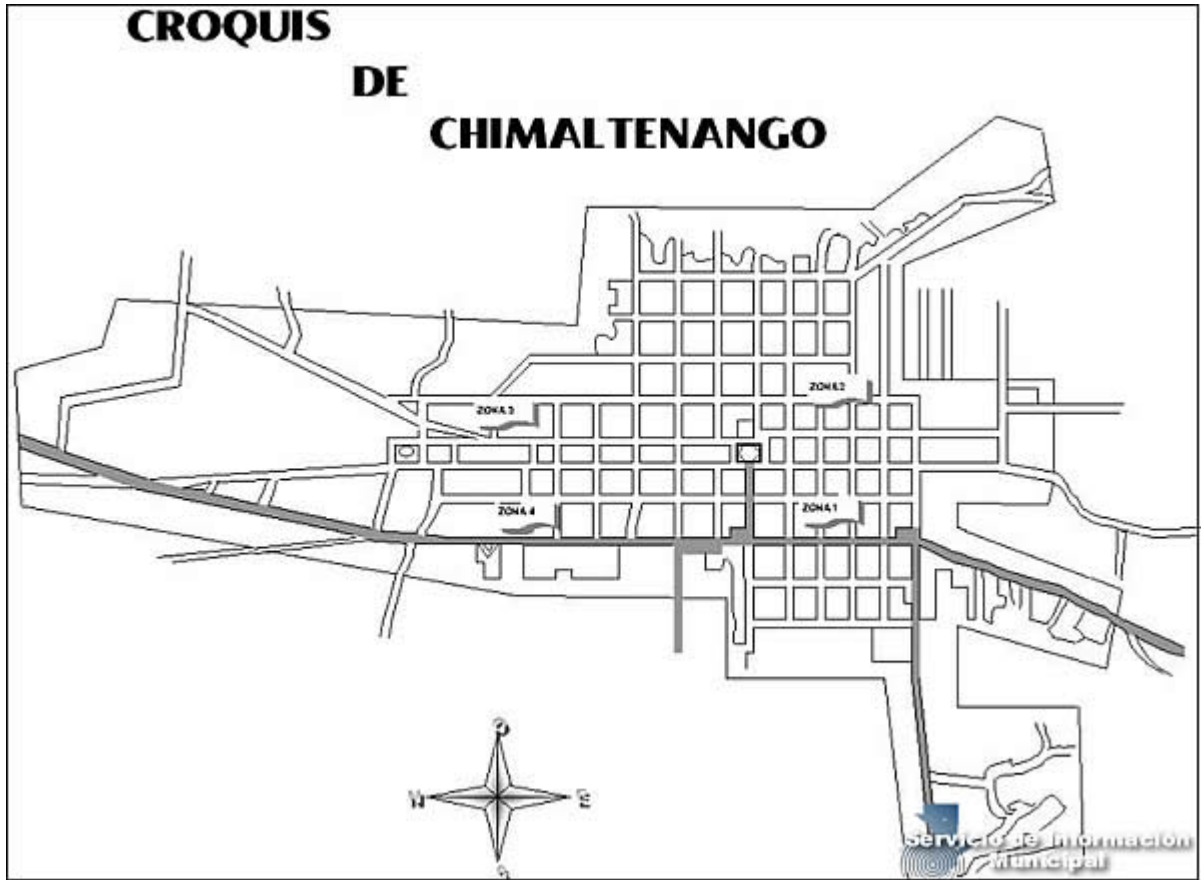 CROQUIS
DE
CHIMALTENANGO
ZONA 2
ZONA 3
ZONA 4
ZONA 1
E
Servicio de Información
Municipal